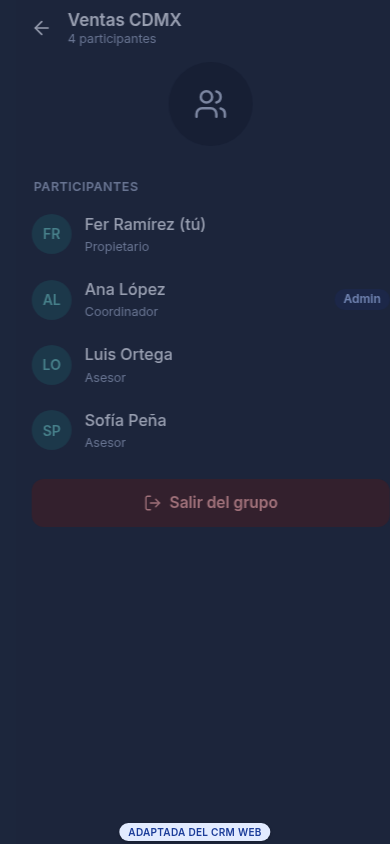 Ventas CDMX
4 participantes
PARTICIPANTES
FR
Fer Ramírez (tú)
Propietario
AL
Ana López
Coordinador
Admin
LO
Luis Ortega
Asesor
SP
Sofía Peña
Asesor
Salir del grupo
ADAPTADA DEL CRM WEB